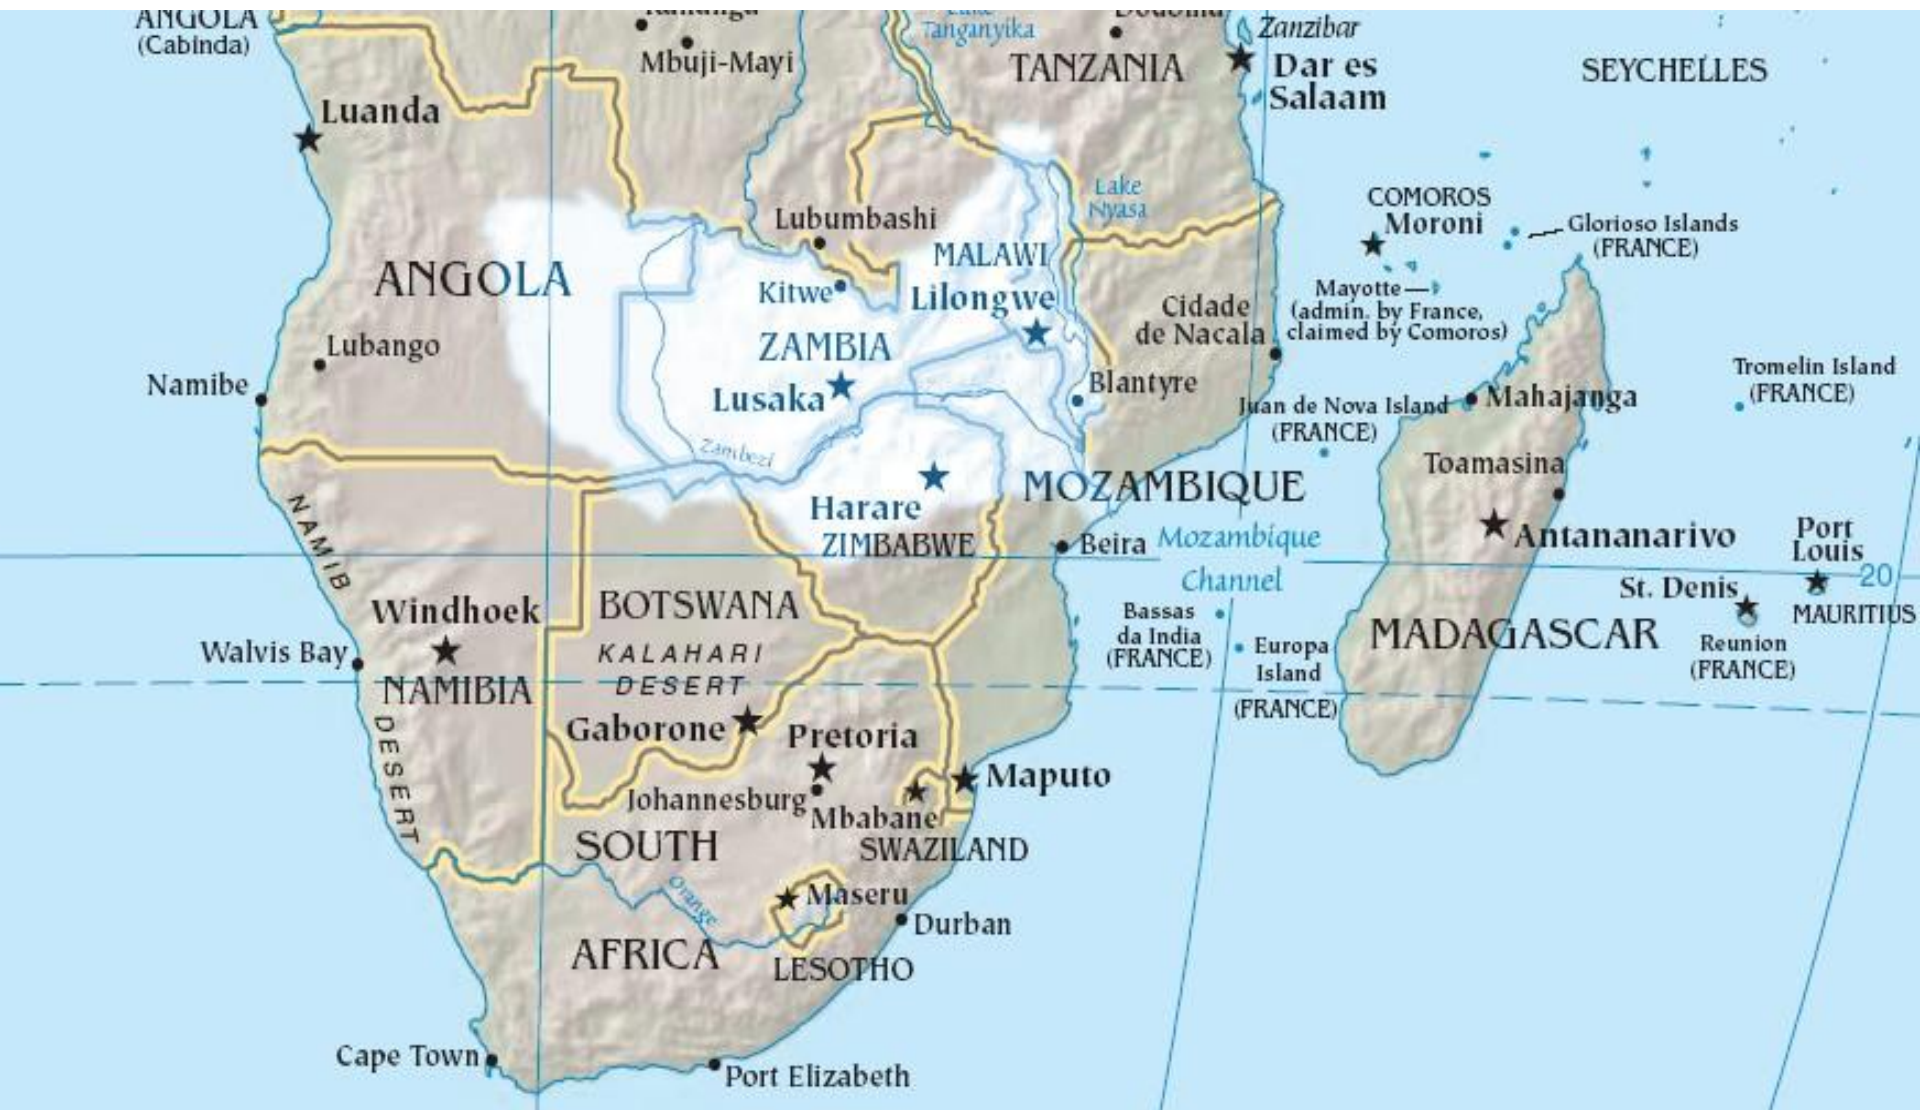 ANGOLA
(Cabinda)
Mbuji-Mayi
Lake
Tanganyika
Dodoma
Zanzibar
TANZANIA
Dar es
Salaam
SEYCHELLES
Luanda
Lubumbashi
Lake
Nyasa
COMOROS
Moroni
Glorioso Islands
(FRANCE)
ANGOLA
MALAWI
Kitwe
Lilongwe
Mayotte
(admin. by France,
claimed by Comoros)
Cidade
de Nacala
ZAMBIA
Lusaka
Lubango
Namibe
Blantyre
Juan de Nova Island
(FRANCE)
Mahajanga
Tromelin Island
(FRANCE)
Zambezi
Toamasina
Harare
ZIMBABWE
MOZAMBIQUE
Beira
Mozambique
Channel
Antananarivo
Port
Louis
20
St. Denis
MAURITIUS
Reunion
(FRANCE)
NAMIB
DESERT
Windhoek
BOTSWANA
KALAHARI
DESERT
Walvis Bay
NAMIBIA
Bassas
da India
(FRANCE)
Europa
Island
(FRANCE)
MADAGASCAR
Gaborone
Pretoria
Johannesburg
Maputo
Mbabane
SWAZILAND
SOUTH
AFRICA
Orange
Maseru
LESOTHO
Durban
Cape Town
Port Elizabeth